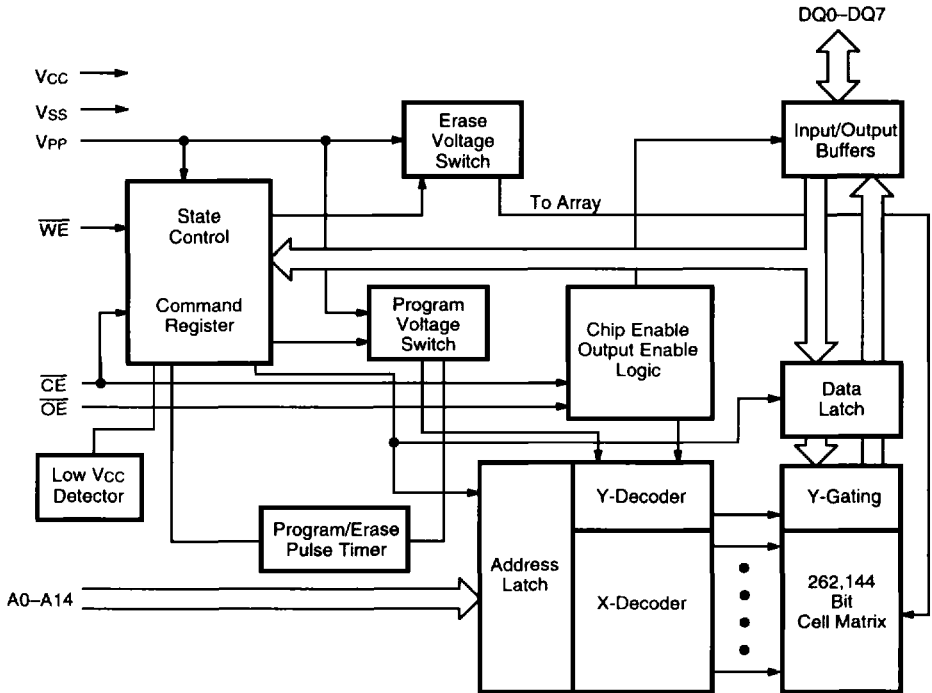 DQ0–DQ7
VCC
VSS
VPP
Erase
Voltage
Switch
Input/Output
Buffers
To Array
WE
State
Control
Command
Register
Program
Voltage
Switch
Chip Enable
Output Enable
Logic
CE
OE
Data
Latch
Low VCC
Detector
Program/Erase
Pulse Timer
Y-Decoder
Y-Gating
Address
Latch
A0–A14
X-Decoder
262,144
Bit
Cell Matrix